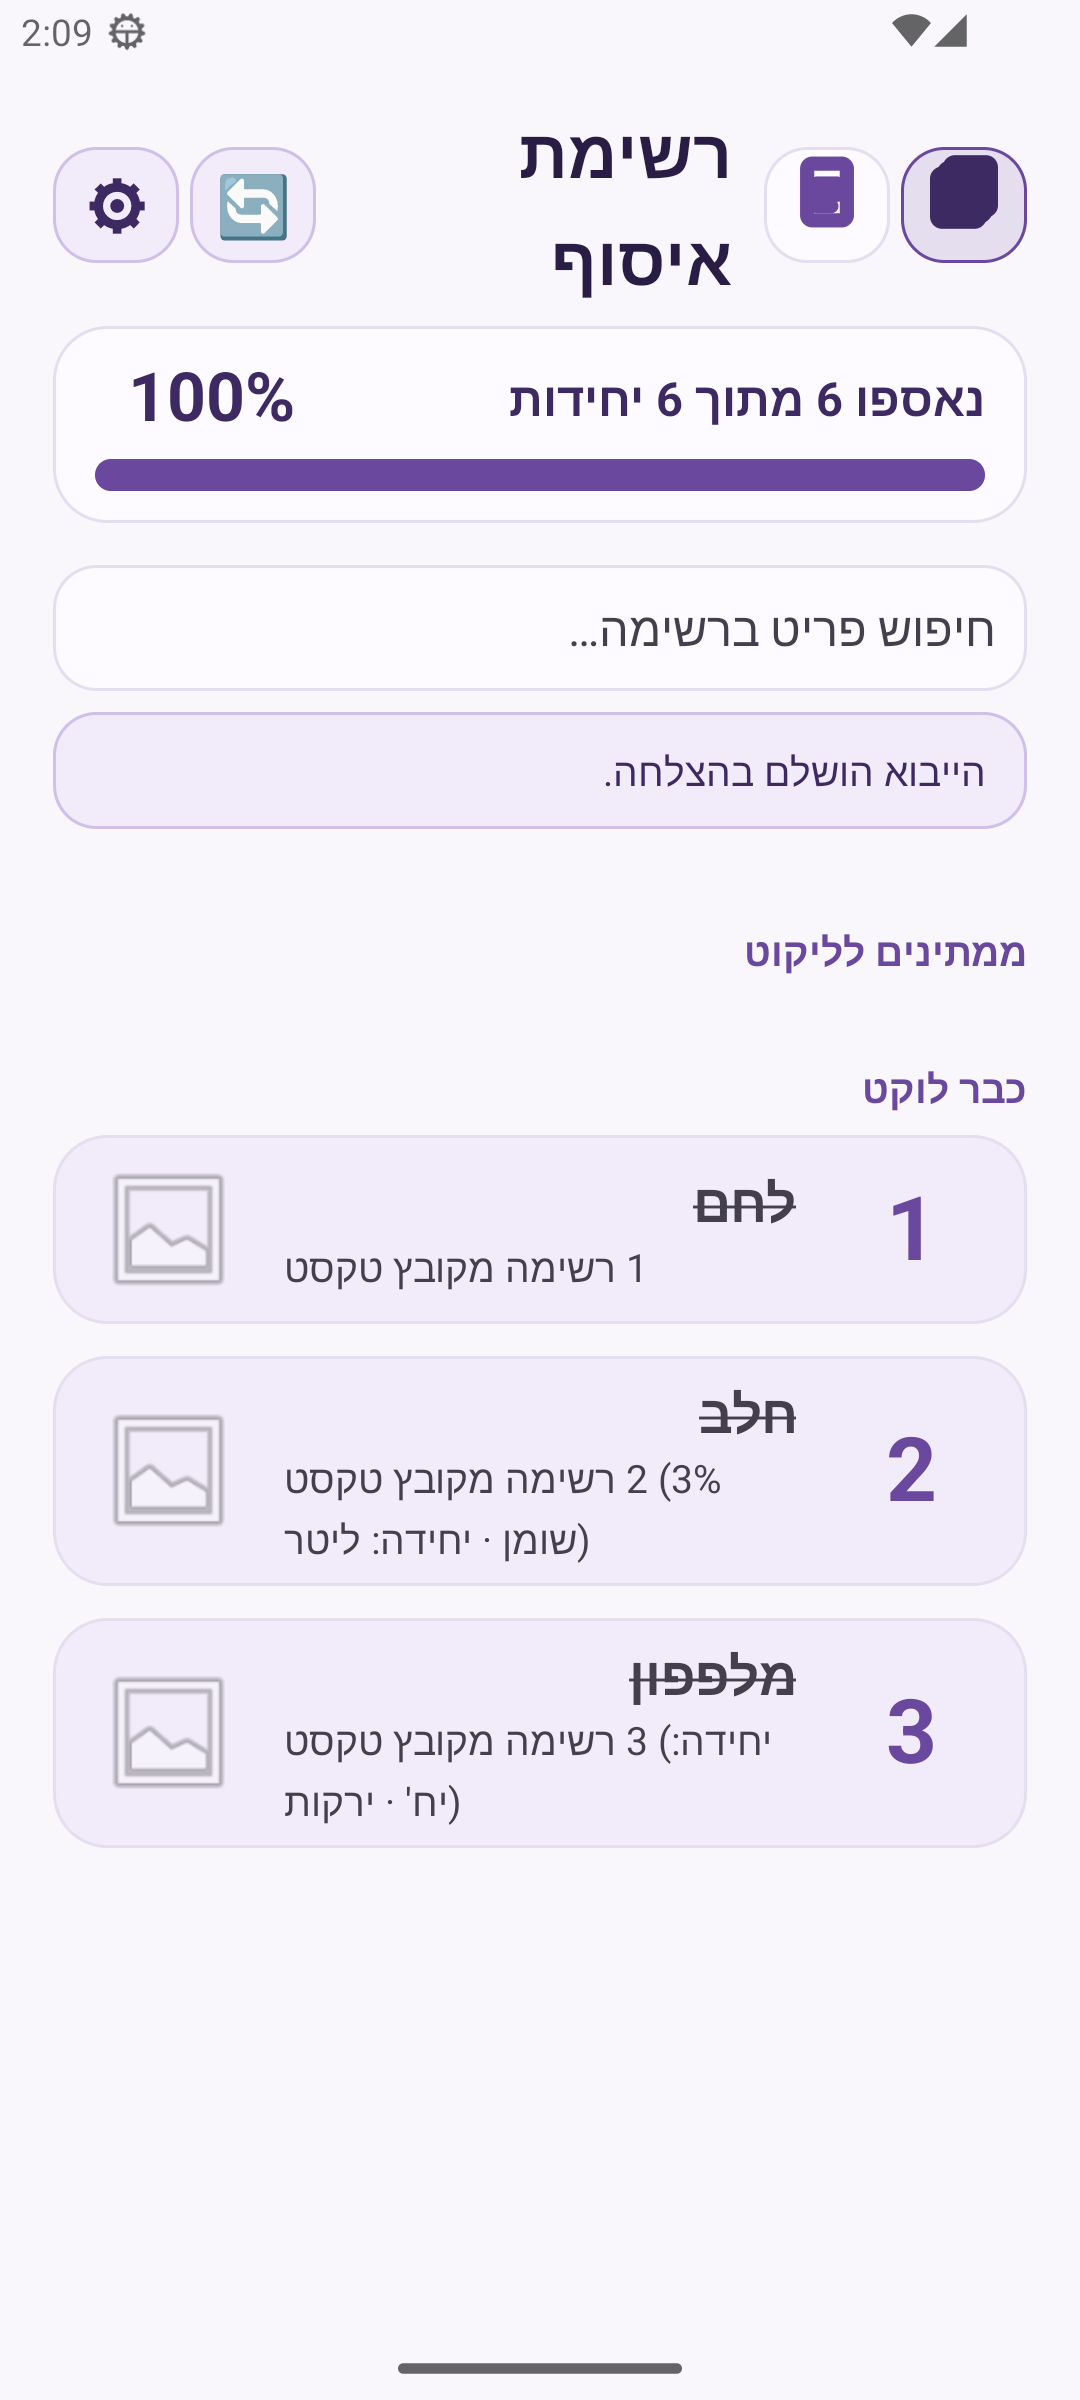 2:09
רשימת
איסוף
נאספו 6 מתוך 6 יחידות
100%
חיפוש פריט ברשימה...
הייבוא הושלם בהצלחה.
ממתינים לליקוט
כבר לוקט
1
לחם
1 רשימה מקובץ טקסט
2
חלב
רשימה מקובץ טקסט 2 (3%
שומן · יחידה: ליטר)
3
מלפפון
רשימה מקובץ טקסט 3 (יחידה:
יח' · ירקות)